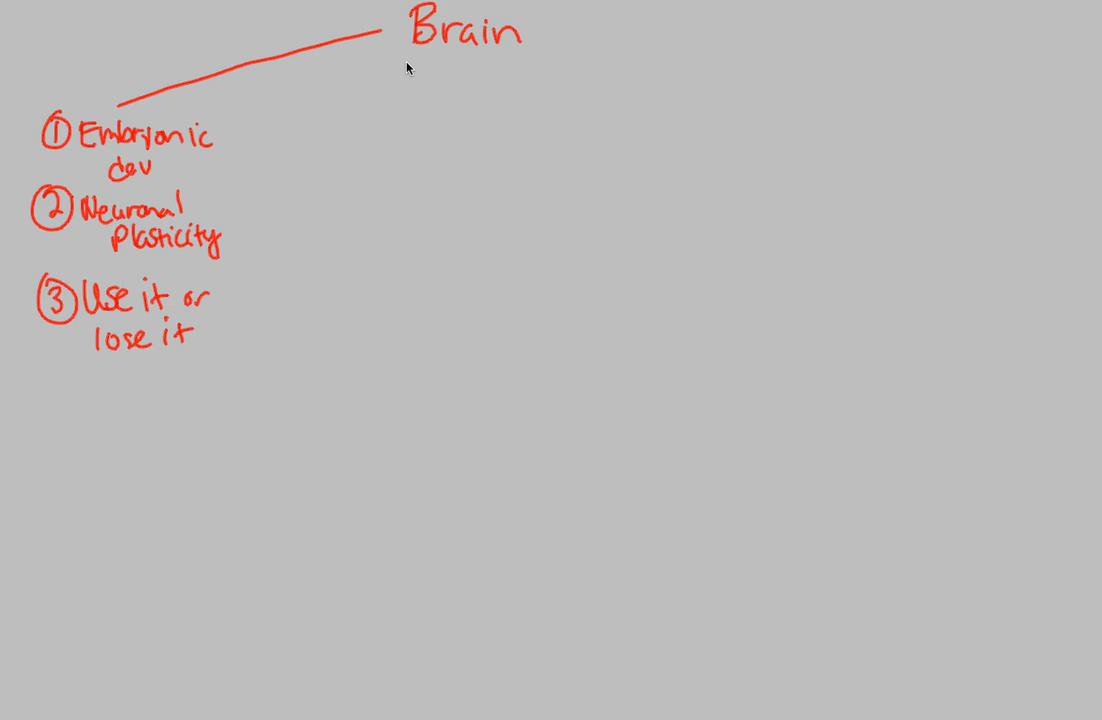 Brain
① Embryonic
dev
② Neuronal
Plasticity
③ Use it or
lose it